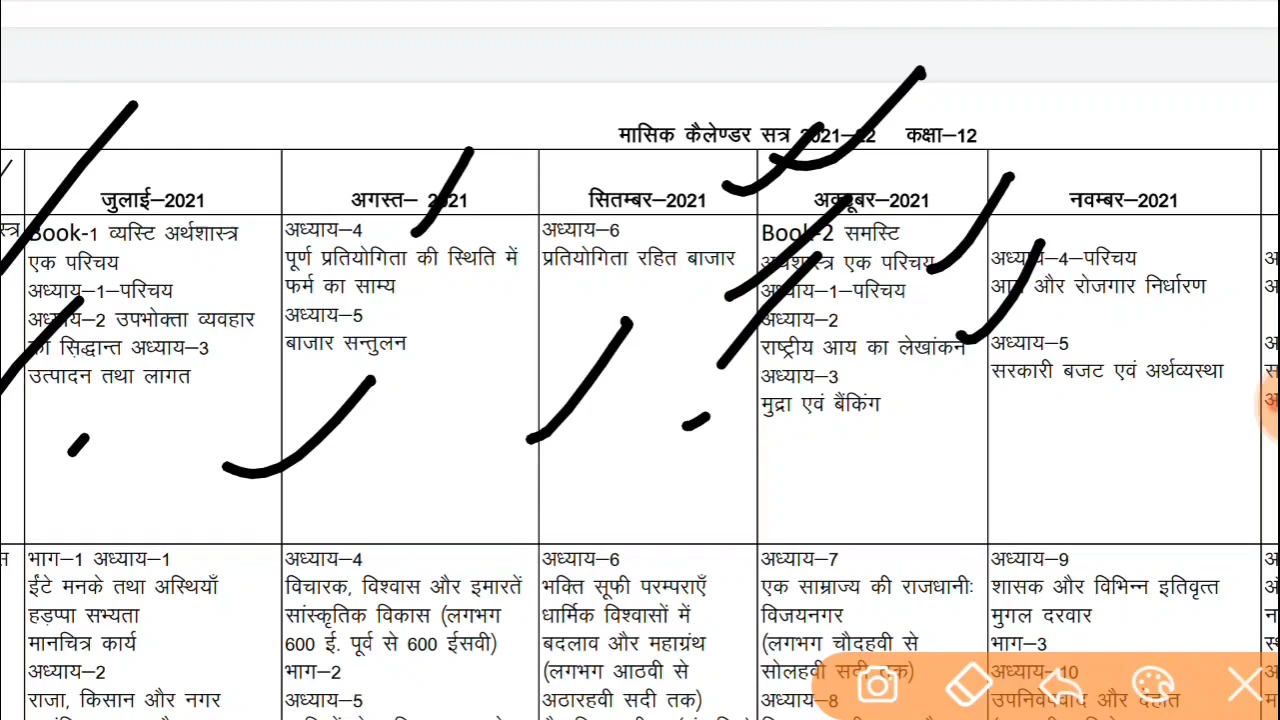 मासिक कैलेण्डर सत्र 2021–22 कक्षा–12
जुलाई–2021
अगस्त– 2021
सितम्बर–2021
अक्टूबर–2021
नवम्बर–2021
Book-1 व्यस्टि अर्थशास्त्र
एक परिचय
अध्याय–1–परिचय
अध्याय–2 उपभोक्ता व्यवहार
का सिद्धान्त अध्याय–3
उत्पादन तथा लागत
अध्याय–4
पूर्ण प्रतियोगिता की स्थिति में
फर्म का साम्य
अध्याय–5
बाजार सन्तुलन
अध्याय–6
प्रतियोगिता रहित बाजार
Book-2 समस्टि
अर्थशास्त्र एक परिचय
अध्याय–1–परिचय
अध्याय–2
राष्ट्रीय आय का लेखांकन
अध्याय–3
मुद्रा एवं बैंकिंग
अध्याय–4–परिचय
आय और रोजगार निर्धारण
अध्याय–5
सरकारी बजट एवं अर्थव्यस्था
भाग–1 अध्याय–1
ईंटे मनके तथा अस्थियाँ
हड़प्पा सभ्यता
मानचित्र कार्य
अध्याय–2
राजा, किसान और नगर
अध्याय–4
विचारक, विश्वास और इमारतें
सांस्कृतिक विकास (लगभग
600 ई. पूर्व से 600 ईसवी)
भाग–2
अध्याय–5
अध्याय–6
भक्ति सूफी परम्पराएँ
धार्मिक विश्वासों में
बदलाव और महाग्रंथ
(लगभग आठवी से
अठारहवी सदी तक)
अध्याय–7
एक साम्राज्य की राजधानीः
विजयनगर
(लगभग चौदहवी से
सोलहवी सदी तक)
अध्याय–8
अध्याय–9
शासक और विभिन्न इतिवृत्त
मुगल दरवार
भाग–3
अध्याय–10
उपनिवेषवाद और देहात